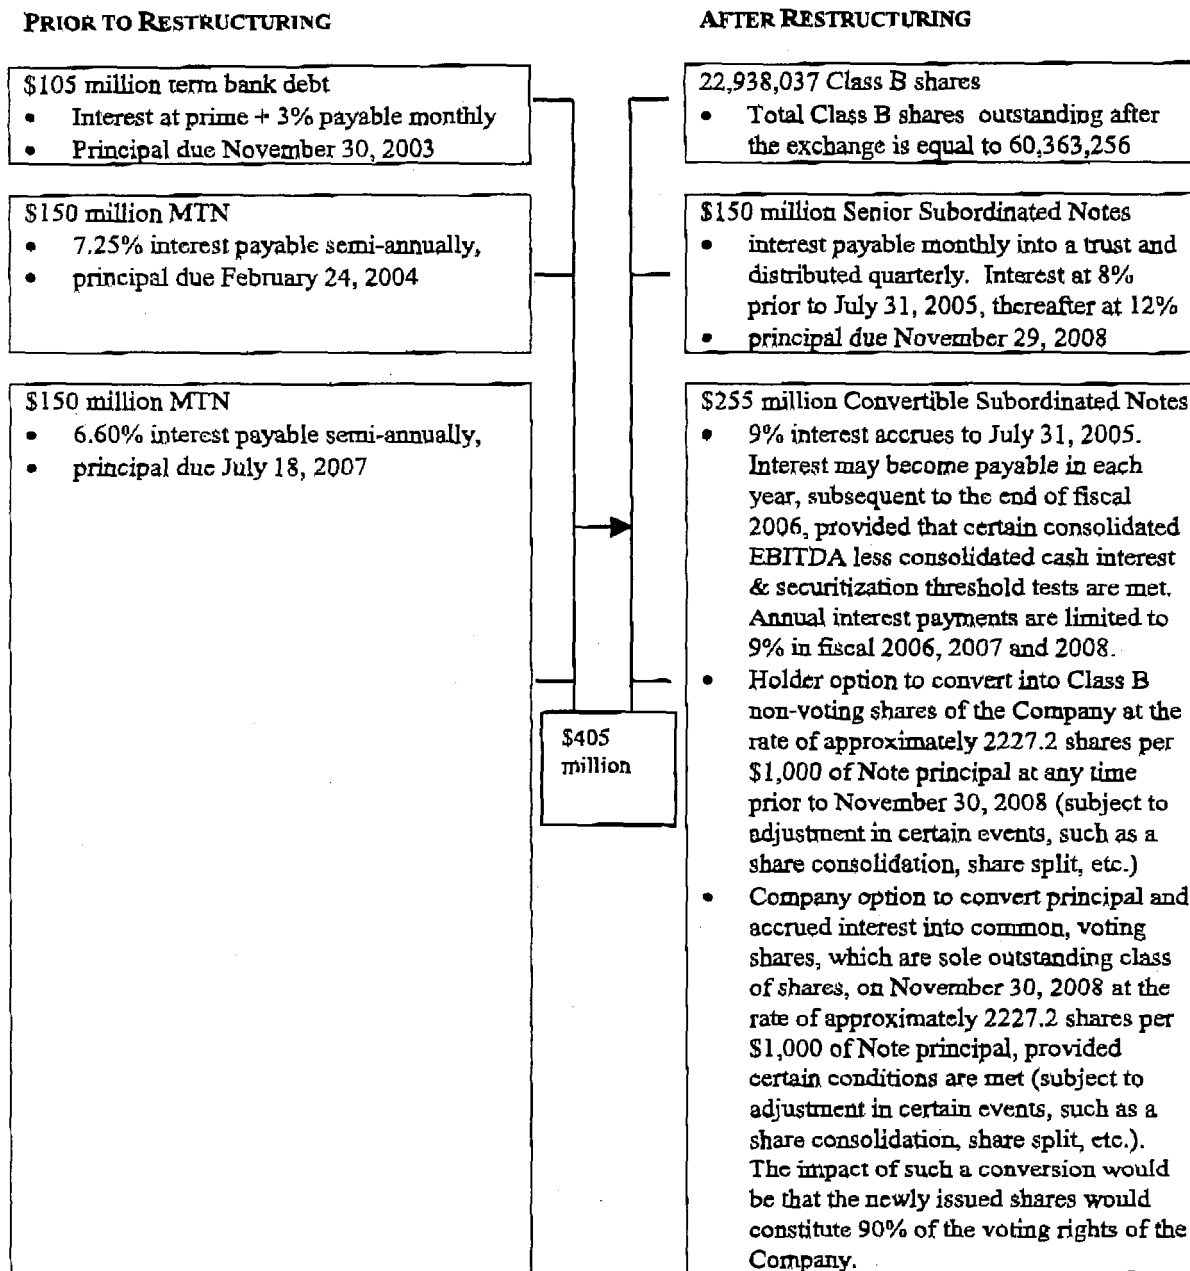 PRIOR TO RESTRUCTURING
$105 million term bank debt
• Interest at prime + 3% payable monthly
• Principal due November 30, 2003
$150 million MTN
• 7.25% interest payable semi-annually,
• principal due February 24, 2004
$150 million MTN
• 6.60% interest payable semi-annually,
• principal due July 18, 2007
$405
million
AFTER RESTRUCTURING
22,938,037 Class B shares
• Total Class B shares outstanding after
the exchange is equal to 60,363,256
$150 million Senior Subordinated Notes
• interest payable monthly into a trust and
distributed quarterly. Interest at 8%
prior to July 31, 2005, thereafter at 12%
• principal due November 29, 2008
$255 million Convertible Subordinated Notes
• 9% interest accrues to July 31, 2005.
Interest may become payable in each
year, subsequent to the end of fiscal
2006, provided that certain consolidated
EBITDA less consolidated cash interest
& securitization threshold tests are met.
Annual interest payments are limited to
9% in fiscal 2006, 2007 and 2008.
• Holder option to convert into Class B
non-voting shares of the Company at the
rate of approximately 2227.2 shares per
$1,000 of Note principal at any time
prior to November 30, 2008 (subject to
adjustment in certain events, such as a
share consolidation, share split, etc.)
• Company option to convert principal and
accrued interest into common, voting
shares, which are sole outstanding class
of shares, on November 30, 2008 at the
rate of approximately 2227.2 shares per
$1,000 of Note principal, provided
certain conditions are met (subject to
adjustment in certain events, such as a
share consolidation, share split, etc.).
The impact of such a conversion would
be that the newly issued shares would
constitute 90% of the voting rights of the
Company.